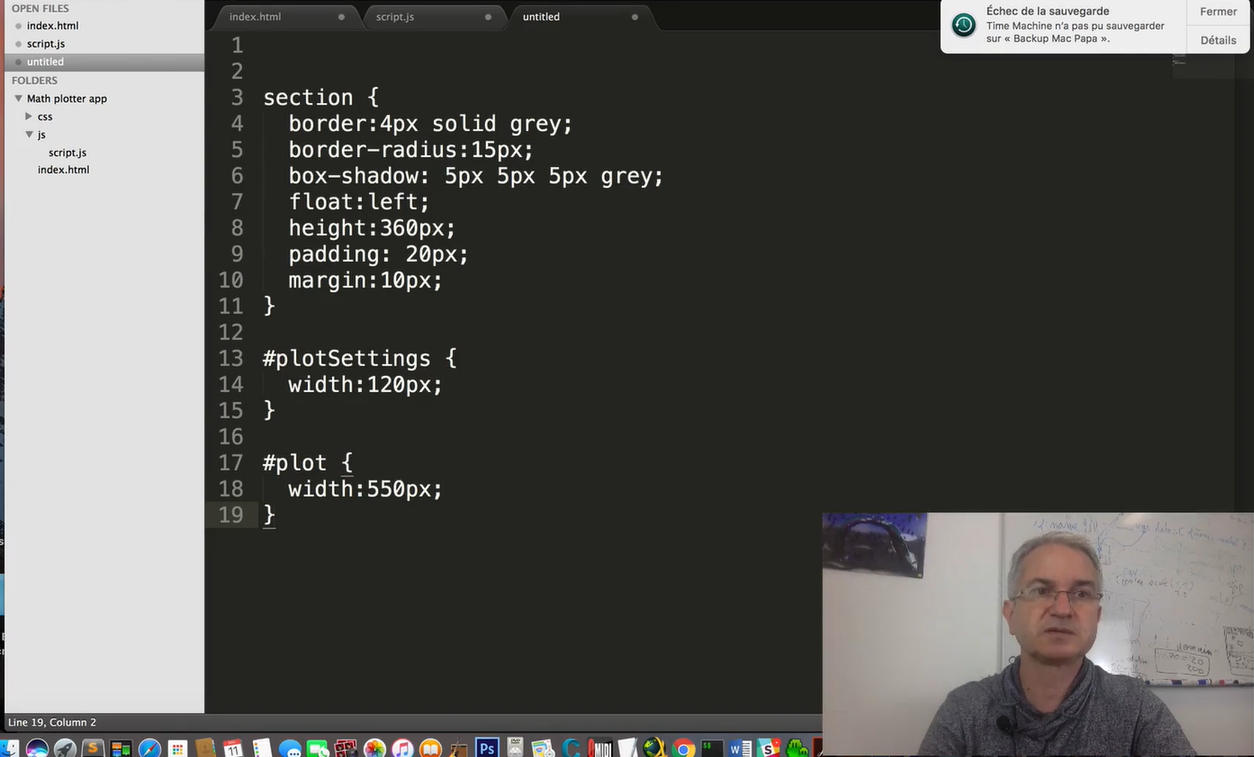 OPEN FILES
index.html
script.js
untitled
FOLDERS
Math plotter app
css
js
script.js
index.html
index.html
script.js
untitled
Échec de la sauvegarde
Time Machine n'a pas pu sauvegarder
sur « Backup Mac Papa ».
Fermer
Détails
1
2
3 section {
4 border:4px solid grey;
5 border-radius:15px;
6 box-shadow: 5px 5px 5px grey;
7 float:left;
8 height:360px;
9 padding: 20px;
10 margin:10px;
11 }
12
13 #plotSettings {
14 width:120px;
15 }
16
17 #plot {
18 width:550px;
19 }
Line 19, Column 2
11
Ps
MIDI
W
S